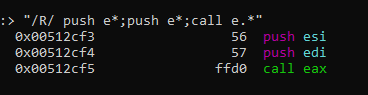 :> "/R/ push e*;push e*;call e.*"
0x00512cf3 56 push esi
0x00512cf4 57 push edi
0x00512cf5 ffd0 call eax